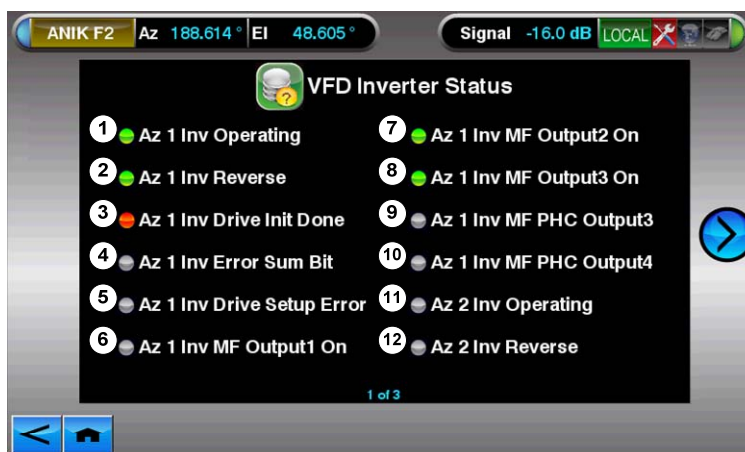 ANIK F2 Az 188.614 ° El 48.605 ° Signal -16.0 dB LOCAL
VFD Inverter Status
1 Az 1 Inv Operating
2 Az 1 Inv Reverse
3 Az 1 Inv Drive Init Done
4 Az 1 Inv Error Sum Bit
5 Az 1 Inv Drive Setup Error
6 Az 1 Inv MF Output1 On
7 Az 1 Inv MF Output2 On
8 Az 1 Inv MF Output3 On
9 Az 1 Inv MF PHC Output3
10 Az 1 Inv MF PHC Output4
11 Az 2 Inv Operating
12 Az 2 Inv Reverse
1 of 3